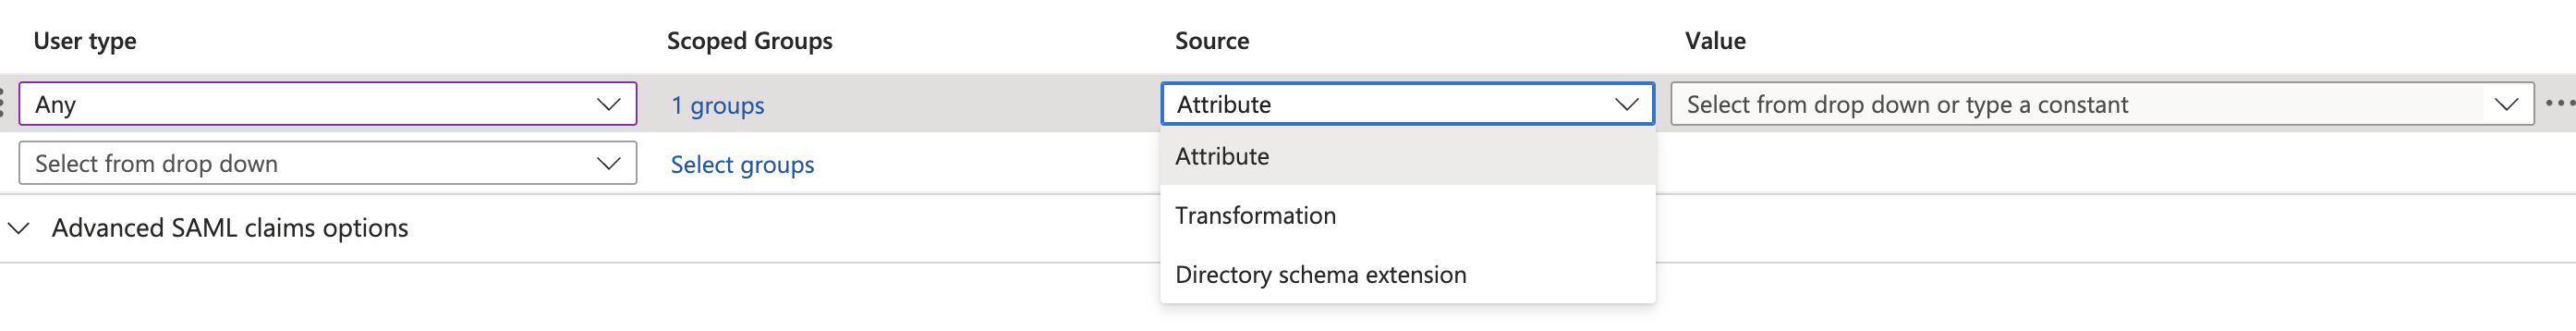 User type Scoped Groups Source Value
Any 1 groups Attribute Select from drop down or type a constant
Select from drop down Select groups Attribute
Transformation
Advanced SAML claims options
Directory schema extension